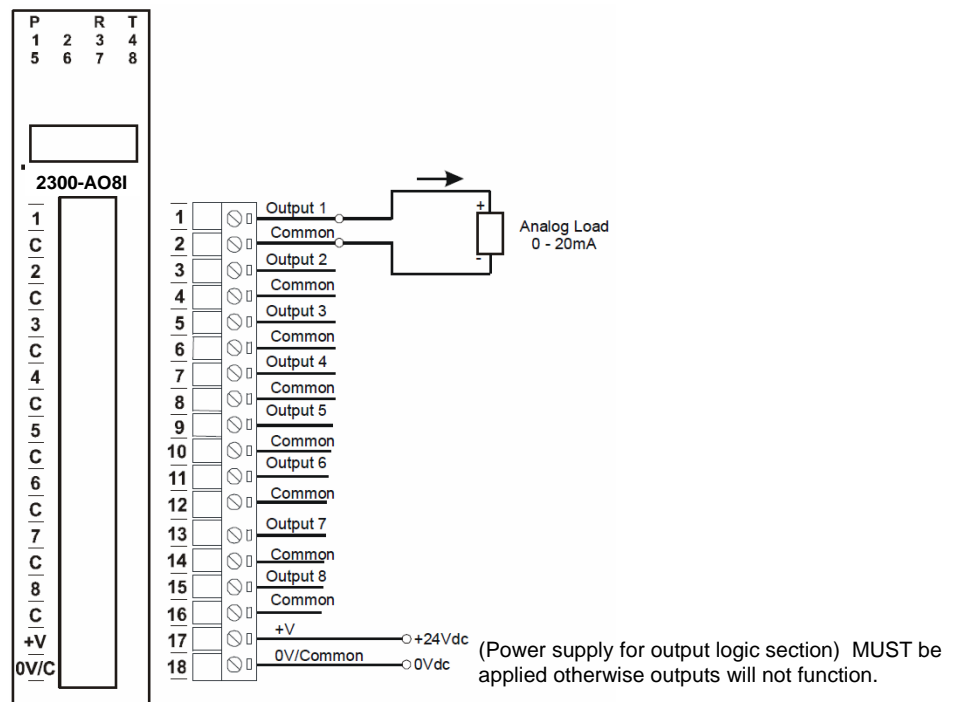 P R T
1 2 3 4
5 6 7 8
2300-AO8I
1
C
2
C
3
C
4
C
5
C
6
C
7
C
8
C
+V
0V/C
1 Output 1
2 Common
3 Output 2
4 Common
5 Output 3
6 Common
7 Output 4
8 Common
9 Output 5
10 Common
11 Output 6
12 Common
13 Output 7
14 Common
15 Output 8
16 Common
17 +V +24Vdc
18 0V/Common 0Vdc
+
-
Analog Load
0 - 20mA
(Power supply for output logic section) MUST be
applied otherwise outputs will not function.